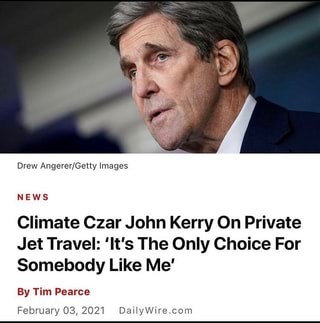 Drew Angerer/Getty Images
NEWS
Climate Czar John Kerry On Private
Jet Travel: ‘It’s The Only Choice For
Somebody Like Me’
By Tim Pearce
February 03, 2021 DailyWire.com